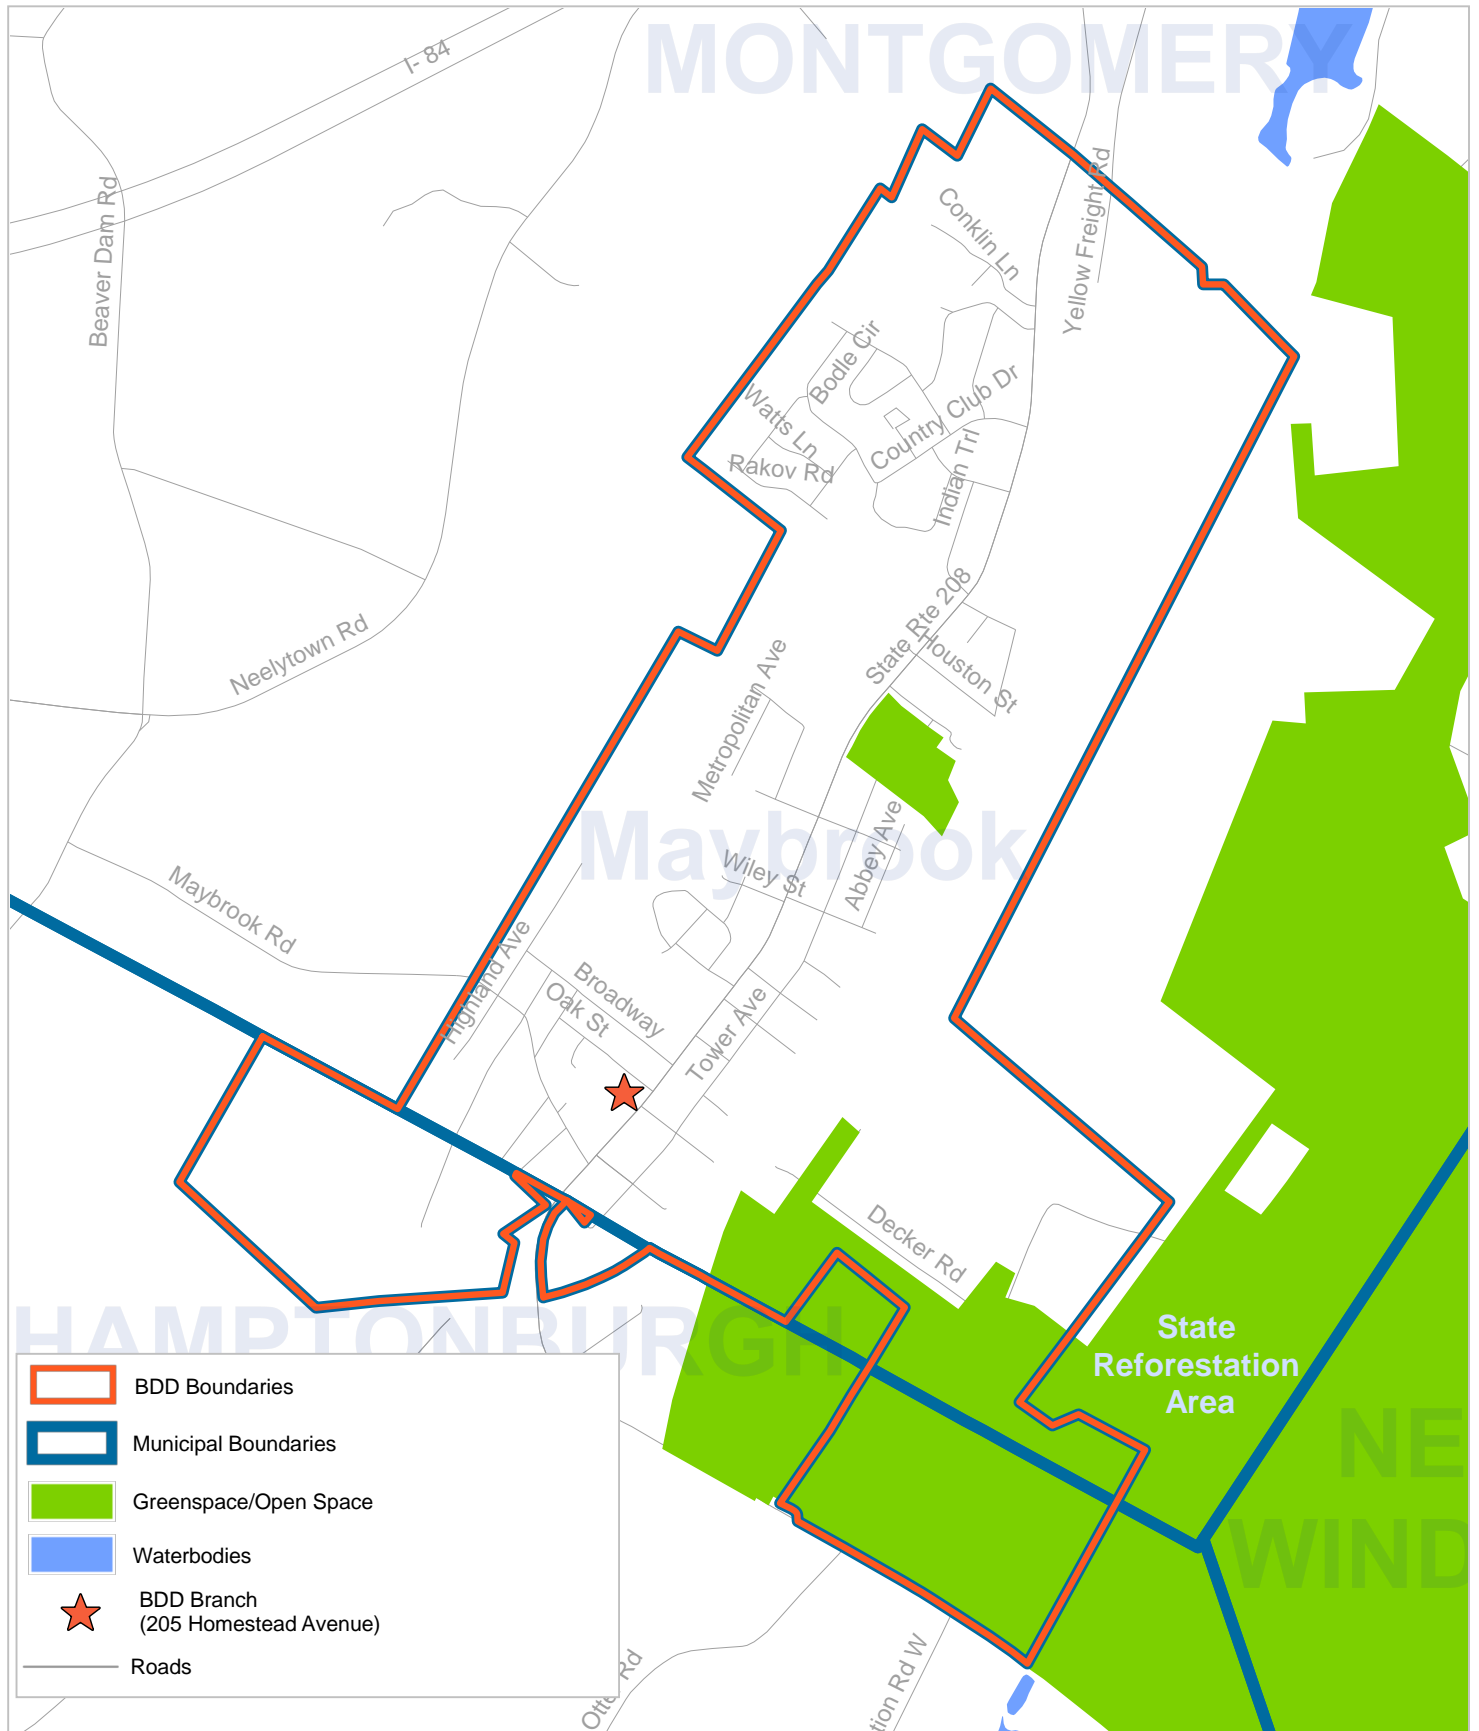 MONTGOMERY
I- 84
Beaver Dam Rd
Yellow Freight Rd
Conklin Ln
Bodle Cir
Watts Ln
Country Club Dr
Rakov Rd
Indian Trl
State Rte 208
Houston St
Neelytown Rd
Metropolitan Ave
Maybrook
Wiley St
Abbey Ave
Maybrook Rd
Highland Ave
Broadway
Oak St
Tower Ave
Decker Rd
HAMPTONBURGH
State
Reforestation
Area
NE
WIND
BDD Boundaries
Municipal Boundaries
Greenspace/Open Space
Waterbodies
BDD Branch
(205 Homestead Avenue)
Roads
Rd
tion Rd W